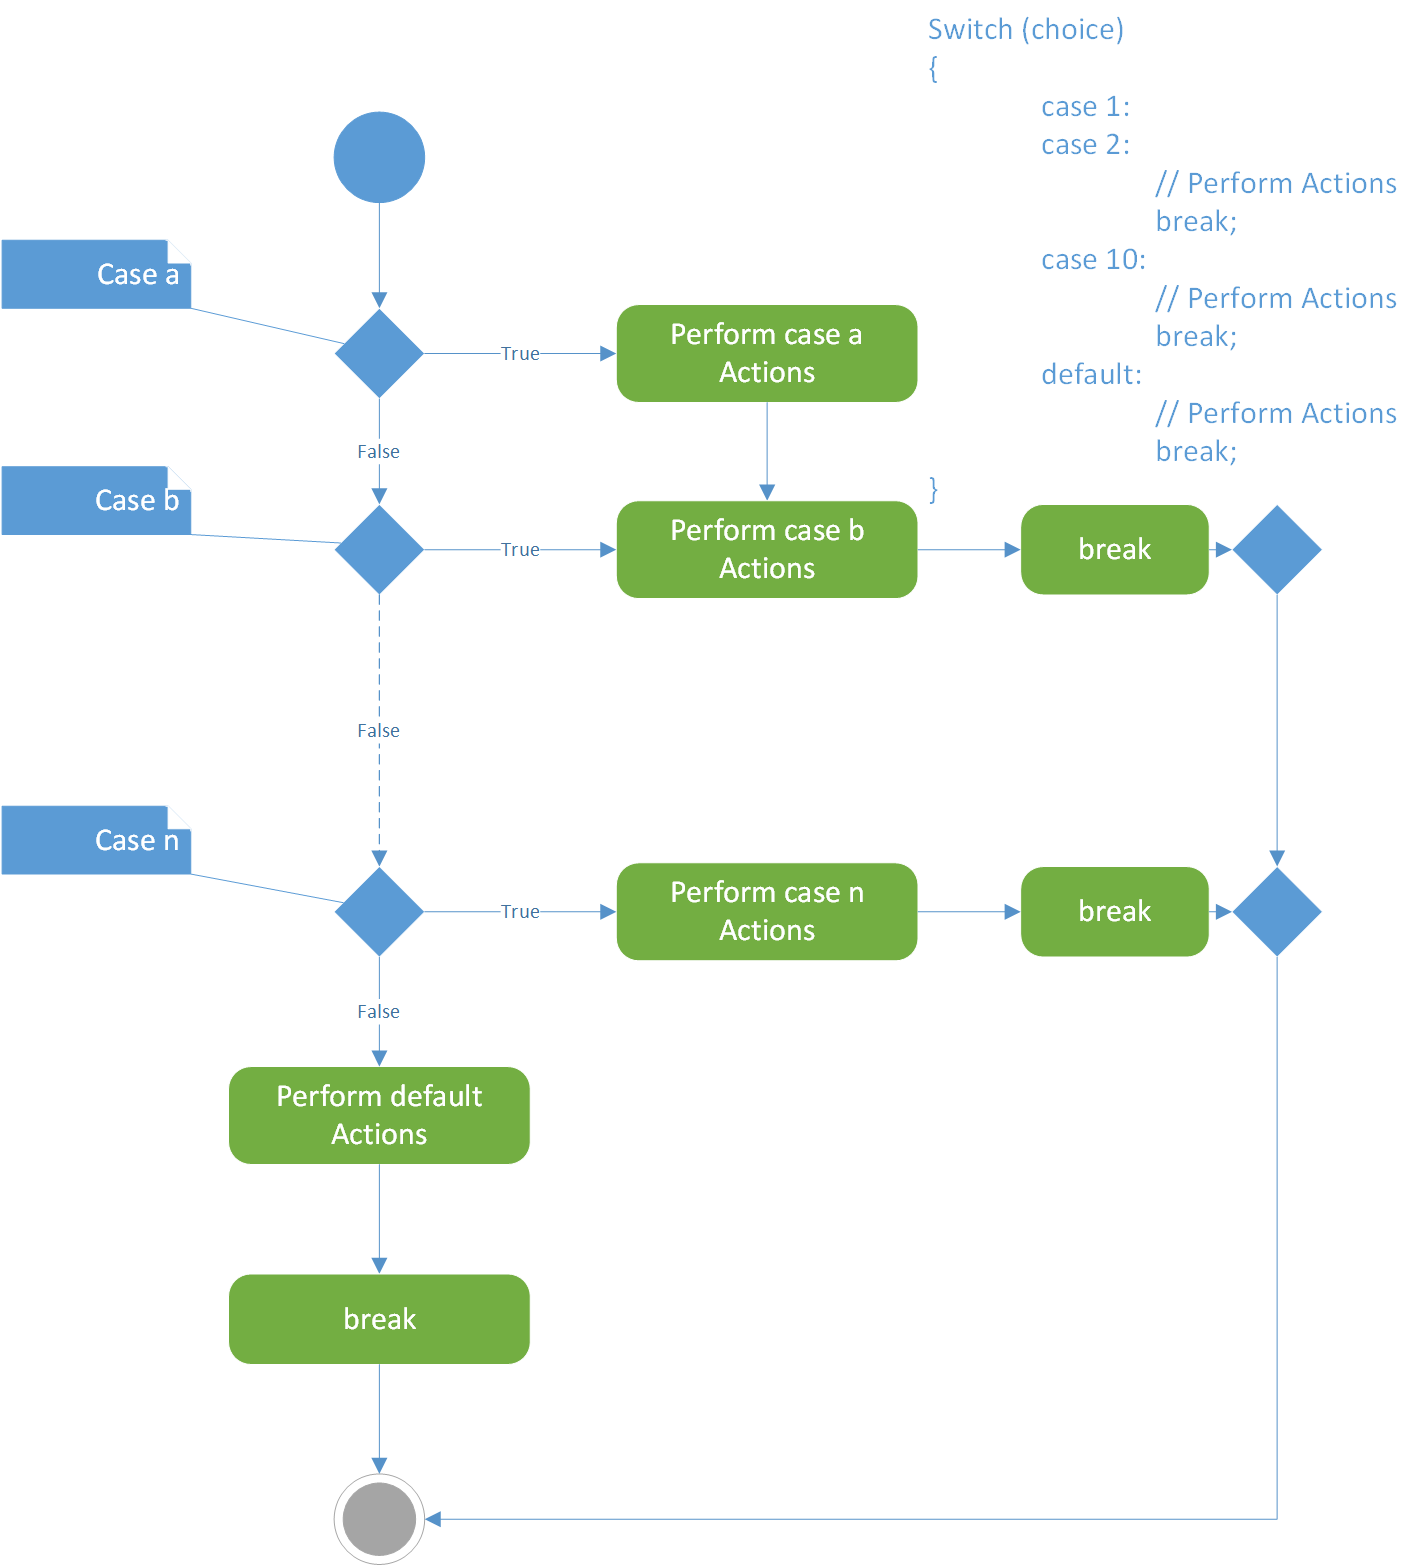 Switch (choice)
{
case 1:
case 2:
// Perform Actions
break;
case 10:
// Perform Actions
break;
default:
// Perform Actions
break;
}
Case a
True
Perform case a
Actions
False
Case b
True
Perform case b
Actions
break
False
Case n
True
Perform case n
Actions
break
False
Perform default
Actions
break